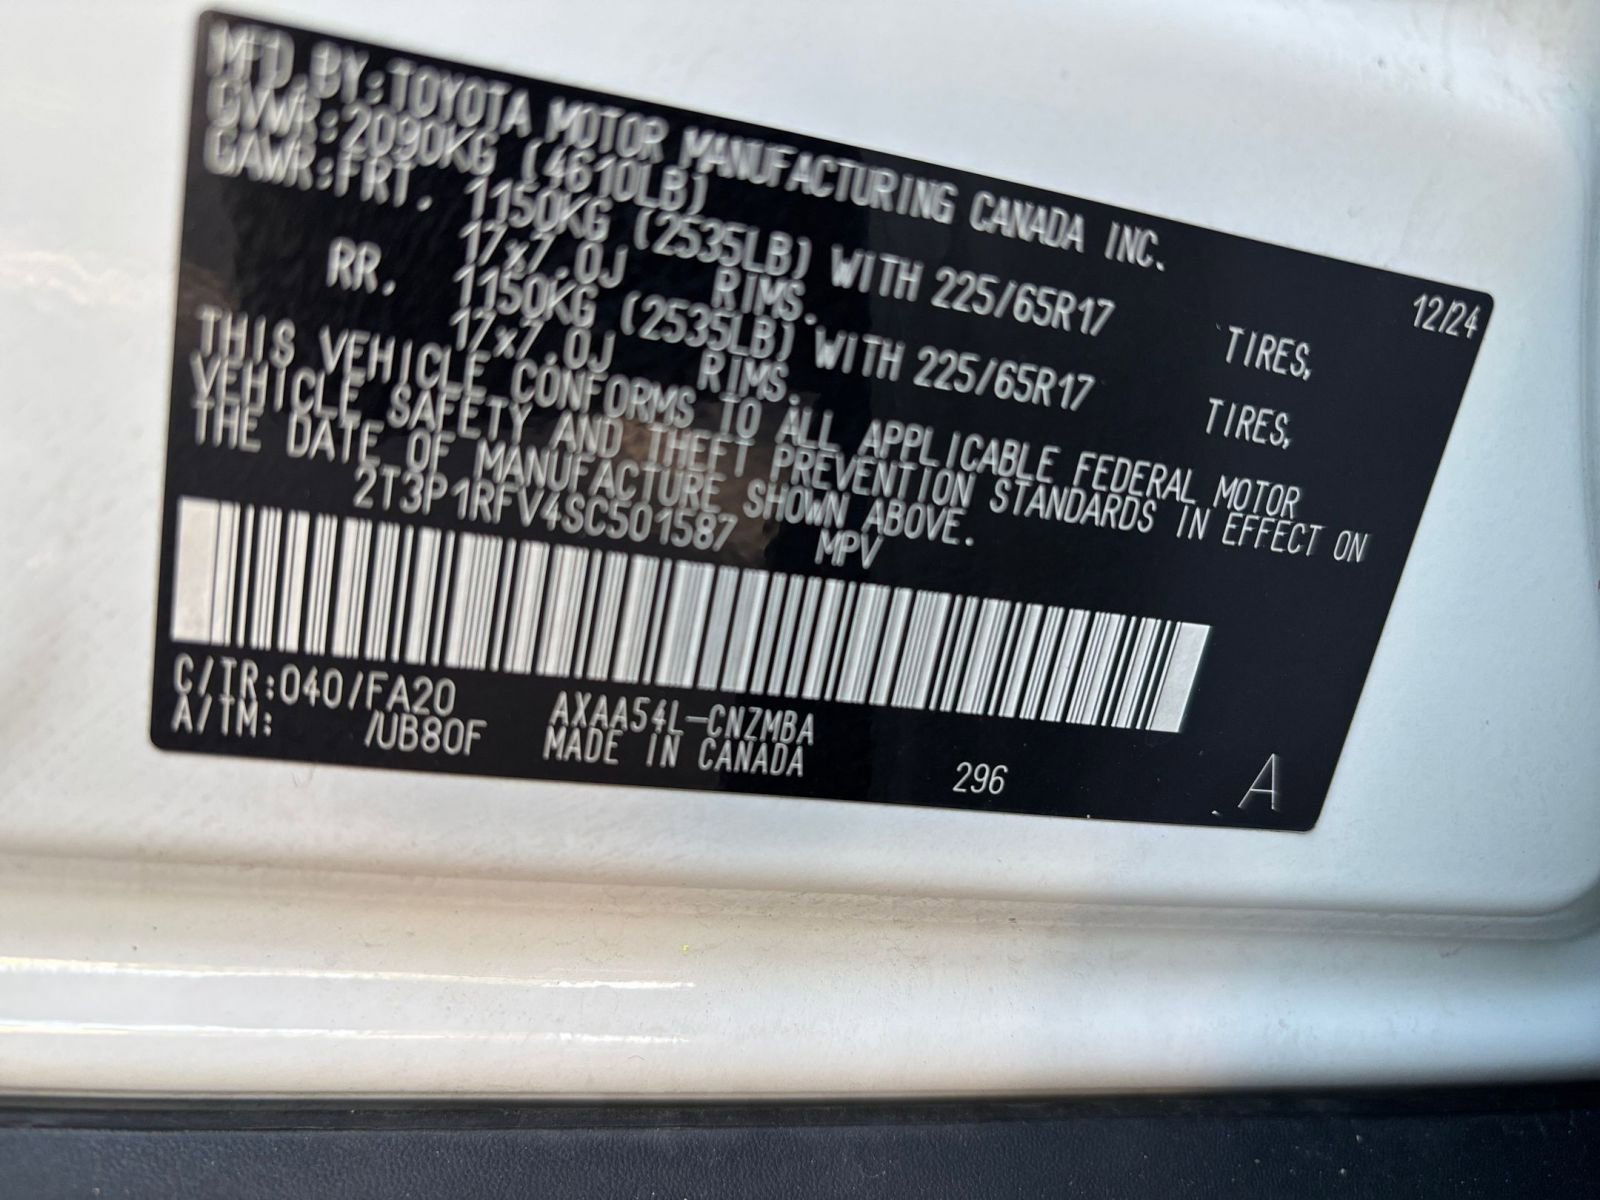 MFD.BY:TOYOTA MOTOR MANUFACTURING CANADA INC. 12/24
GVWR:2090KG (4610LB)
GAWR:FRT. 1150KG (2535LB) WITH 225/65R17 TIRES,
17x7.0J RIMS.
RR. 1150KG (2535LB) WITH 225/65R17 TIRES,
17x7.0J RIMS.
THIS VEHICLE CONFORMS TO ALL APPLICABLE FEDERAL MOTOR
VEHICLE SAFETY AND THEFT PREVENTION STANDARDS IN EFFECT ON
THE DATE OF MANUFACTURE SHOWN ABOVE.
2T3P1RFV4SC501587 MPV
C/TR:040/FA20 AXAA54L-CNZMBA
A/TM: /UB80F MADE IN CANADA 296 A